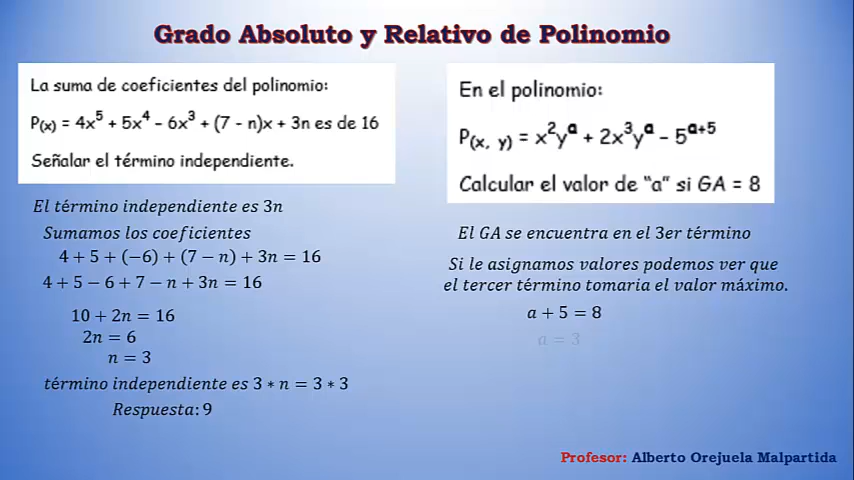 Grado Absoluto y Relativo de Polinomio
La suma de coeficientes del polinomio:
P(x) = 4x⁵ + 5x⁴ - 6x³ + (7 - n)x + 3n es de 16
Señalar el término independiente.
El término independiente es 3n
Sumamos los coeficientes
4 + 5 + (−6) + (7 − n) + 3n = 16
4 + 5 − 6 + 7 − n + 3n = 16
10 + 2n = 16
2n = 6
n = 3
término independiente es 3 ∗ n = 3 ∗ 3
Respuesta: 9
En el polinomio:
P(x, y) = x²yᵃ + 2x³yᵃ - 5ᵃ⁺⁵
Calcular el valor de "a" si GA = 8
El GA se encuentra en el 3er término
Si le asignamos valores podemos ver que
el tercer término tomaria el valor máximo.
a + 5 = 8
a = 3
Profesor: Alberto Orejuela Malpartida